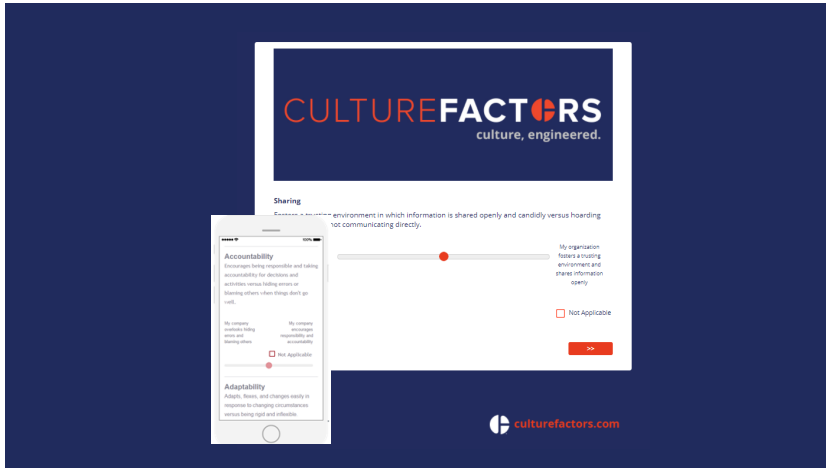 CULTUREFACTORS
culture, engineered.
Sharing
environment in which information is shared openly and candidly versus hoarding
not communicating directly.
My organization
fosters a trusting
environment and
shares information
openly
Not Applicable
>>
100%
Accountability
Encourages being responsible and taking
accountability for decisions and
activities versus hiding errors or
blaming others when things don't go
well.
My company
errors and
blaming others
My company
encourages
responsibility and
accountability
Not Applicable
Adaptability
Adapts, flexes, and changes easily in
response to changing circumstances
versus being rigid and inflexible.
culturefactors.com